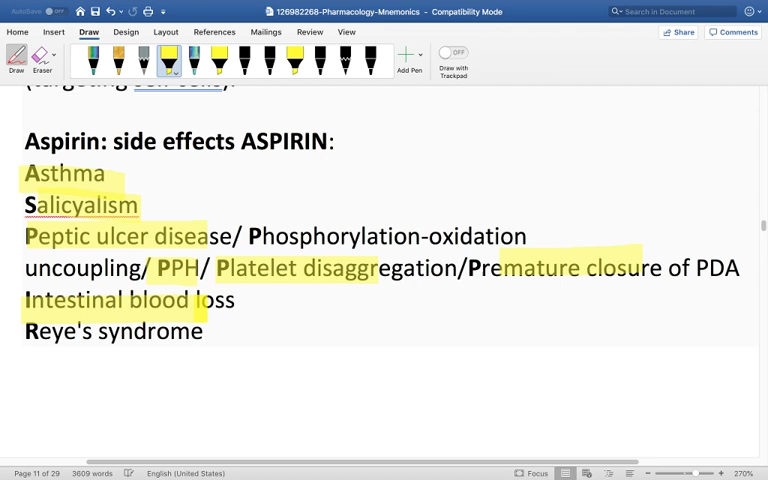 AutoSave OFF 126982268-Pharmacology-Mnemonics - Compatibility Mode Search in Document
Home Insert Draw Design Layout References Mailings Review View Share Comments
Draw Eraser Add Pen OFF Draw with Trackpad
Aspirin: side effects ASPIRIN:
Asthma
Salicyalism
Peptic ulcer disease/ Phosphorylation-oxidation
uncoupling/ PPH/ Platelet disaggregation/Premature closure of PDA
Intestinal blood loss
Reye's syndrome
Page 11 of 29 3609 words English (United States) Focus 270%